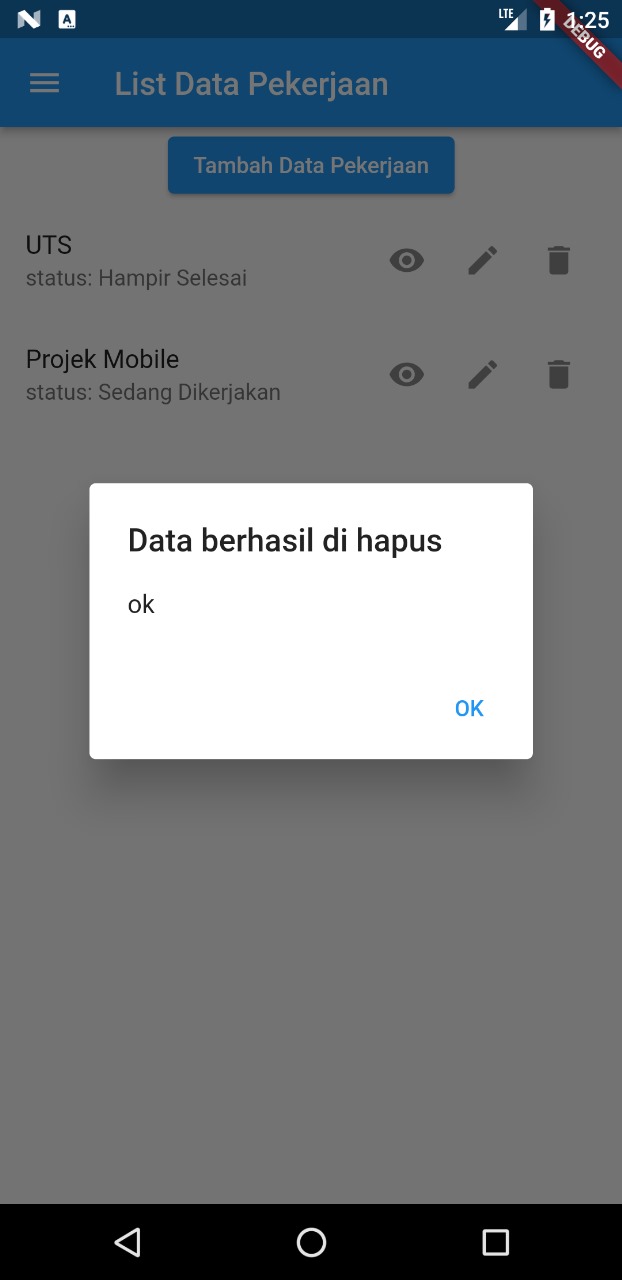 LTE 1:25
DEBUG
List Data Pekerjaan
Tambah Data Pekerjaan
UTS
status: Hampir Selesai
Projek Mobile
status: Sedang Dikerjakan
Data berhasil di hapus
ok
OK